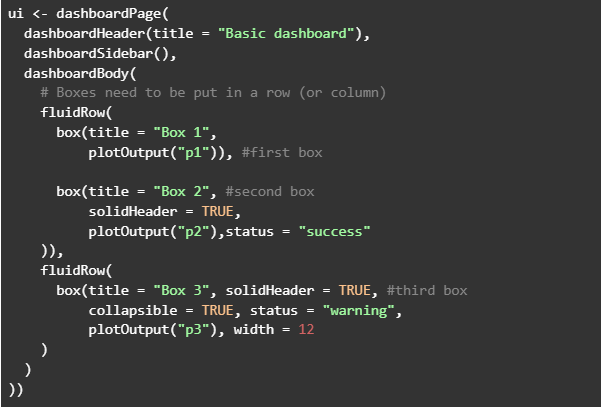 ui <- dashboardPage(
  dashboardHeader(title = "Basic dashboard"),
  dashboardSidebar(),
  dashboardBody(
    # Boxes need to be put in a row (or column)
    fluidRow(
      box(title = "Box 1",
          plotOutput("p1")), #first box

      box(title = "Box 2", #second box
          solidHeader = TRUE,
          plotOutput("p2"),status = "success"
    )),
    fluidRow(
      box(title = "Box 3", solidHeader = TRUE, #third box
          collapsible = TRUE, status = "warning",
          plotOutput("p3"), width = 12
    )
  )
))